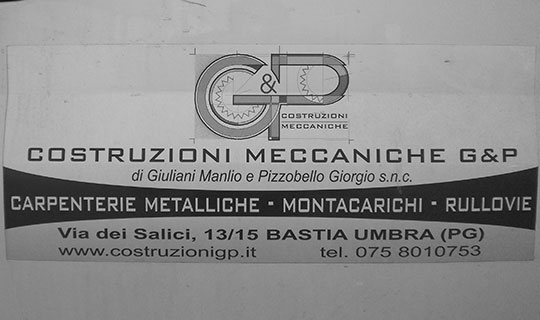 G&P
COSTRUZIONI
MECCANICHE
COSTRUZIONI MECCANICHE G&P
di Giuliani Manlio e Pizzobello Giorgio s.n.c.
CARPENTERIE METALLICHE - MONTACARICHI - RULLOVIE
Via dei Salici, 13/15 BASTIA UMBRA (PG)
www.costruzionigp.it tel. 075 8010753